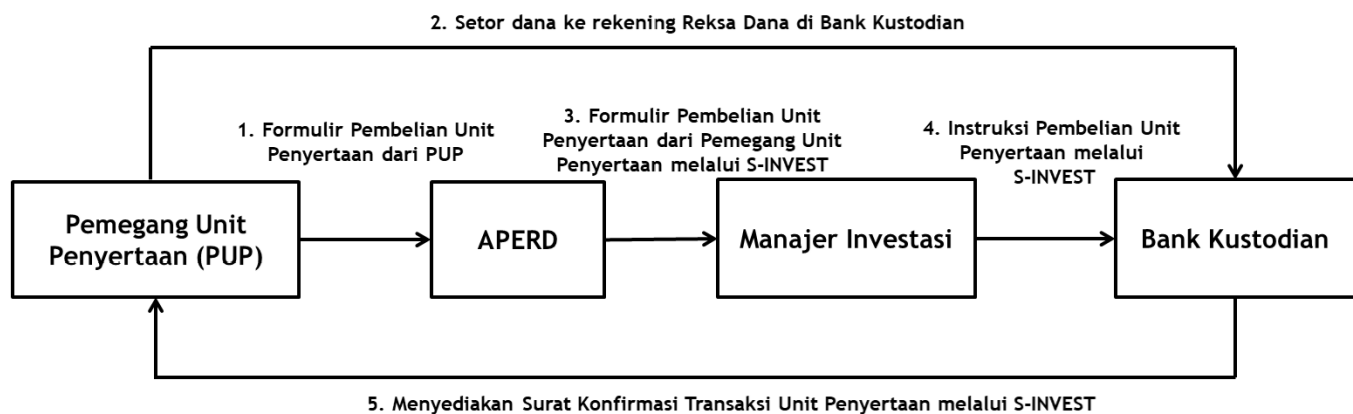 2. Setor dana ke rekening Reksa Dana di Bank Kustodian
1. Formulir Pembelian Unit
Penyertaan dari PUP
3. Formulir Pembelian Unit
Penyertaan dari Pemegang Unit
Penyertaan melalui S-INVEST
4. Instruksi Pembelian Unit
Penyertaan melalui
S-INVEST
Pemegang Unit
Penyertaan (PUP)
APERD
Manajer Investasi
Bank Kustodian
5. Menyediakan Surat Konfirmasi Transaksi Unit Penyertaan melalui S-INVEST